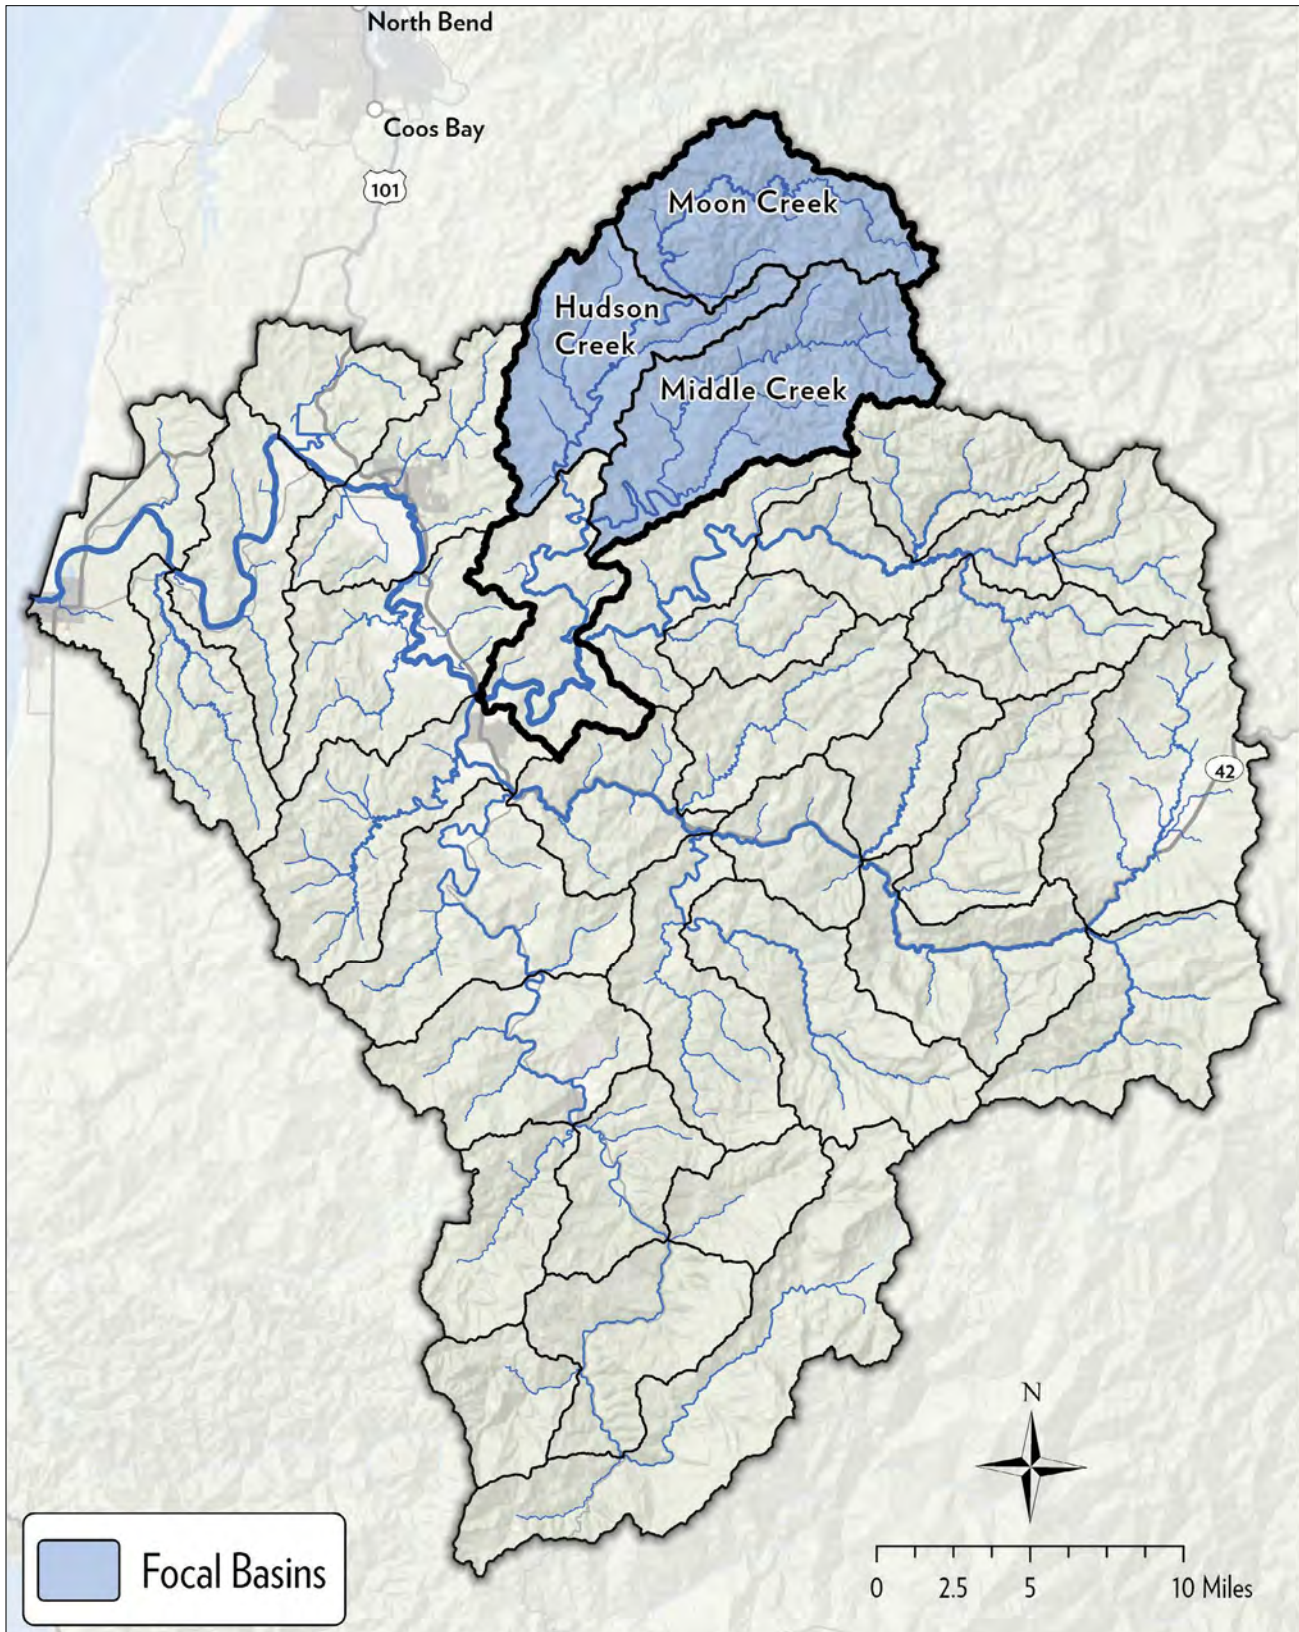 North Bend
Coos Bay
101
Moon Creek
Hudson
Creek
Middle Creek
42
N
Focal Basins
0 2.5 5 10 Miles